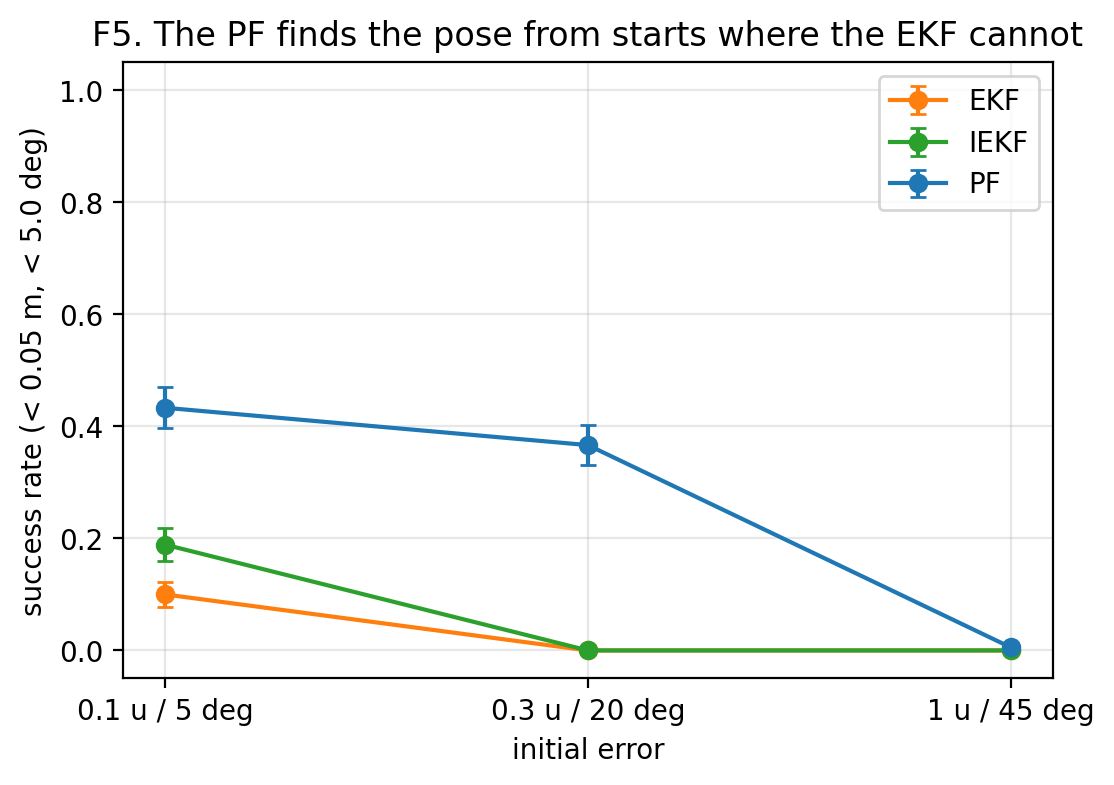 F5. The PF finds the pose from starts where the EKF cannot
EKF
IEKF
PF
success rate (< 0.05 m, < 5.0 deg)
1.0
0.8
0.6
0.4
0.2
0.0
0.1 u / 5 deg
0.3 u / 20 deg
1 u / 45 deg
initial error